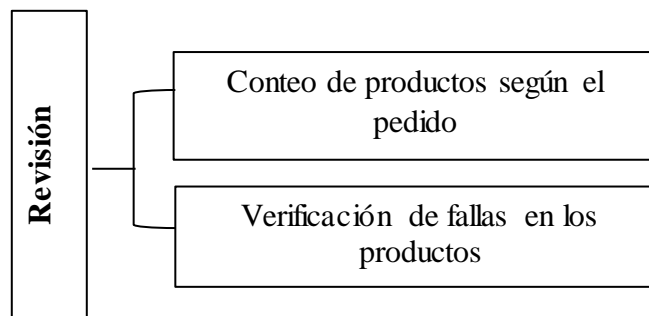 Revisión
Conteo de productos según el
pedido
Verificación de fallas en los
productos